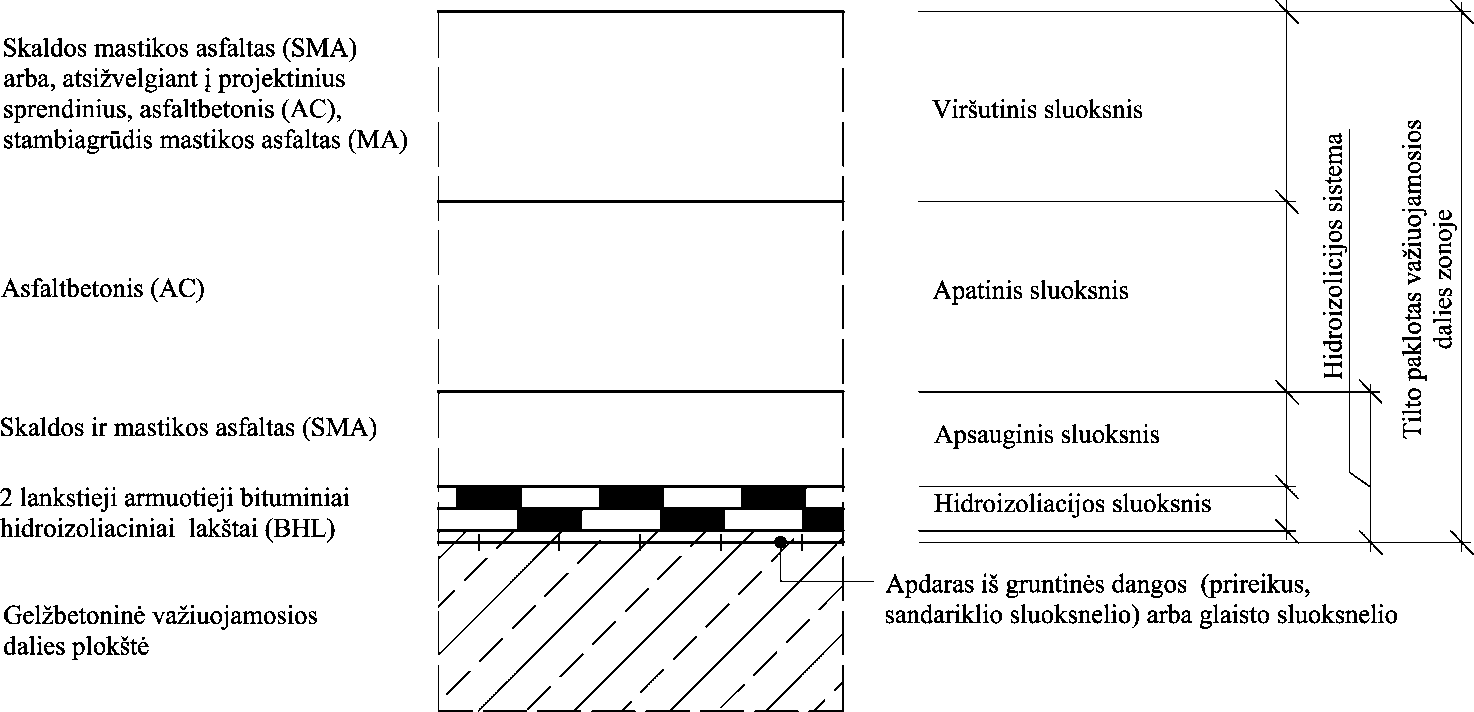 Skaldos mastikos asfaltas (SMA)
arba, atsižvelgiant į projektinius
sprendinius, asfaltbetonis (AC),
stambiagrūdis mastikos asfaltas (MA)
Viršutinis sluoksnis
Asfaltbetonis (AC)
Apatinis sluoksnis
Skaldos ir mastikos asfaltas (SMA)
Apsauginis sluoksnis
2 lankstieji armuotieji bituminiai
hidroizoliaciniai lakštai (BHL)
Hidroizoliacijos sluoksnis
Gelžbetoninė važiuojamosios
dalies plokštė
Apdaras iš gruntinės dangos (prireikus,
sandariklio sluoksnelio) arba glaisto sluoksnelio
Hidroizolicijos sistema
Tilto paklotas važiuojamosios
dalies zonoje